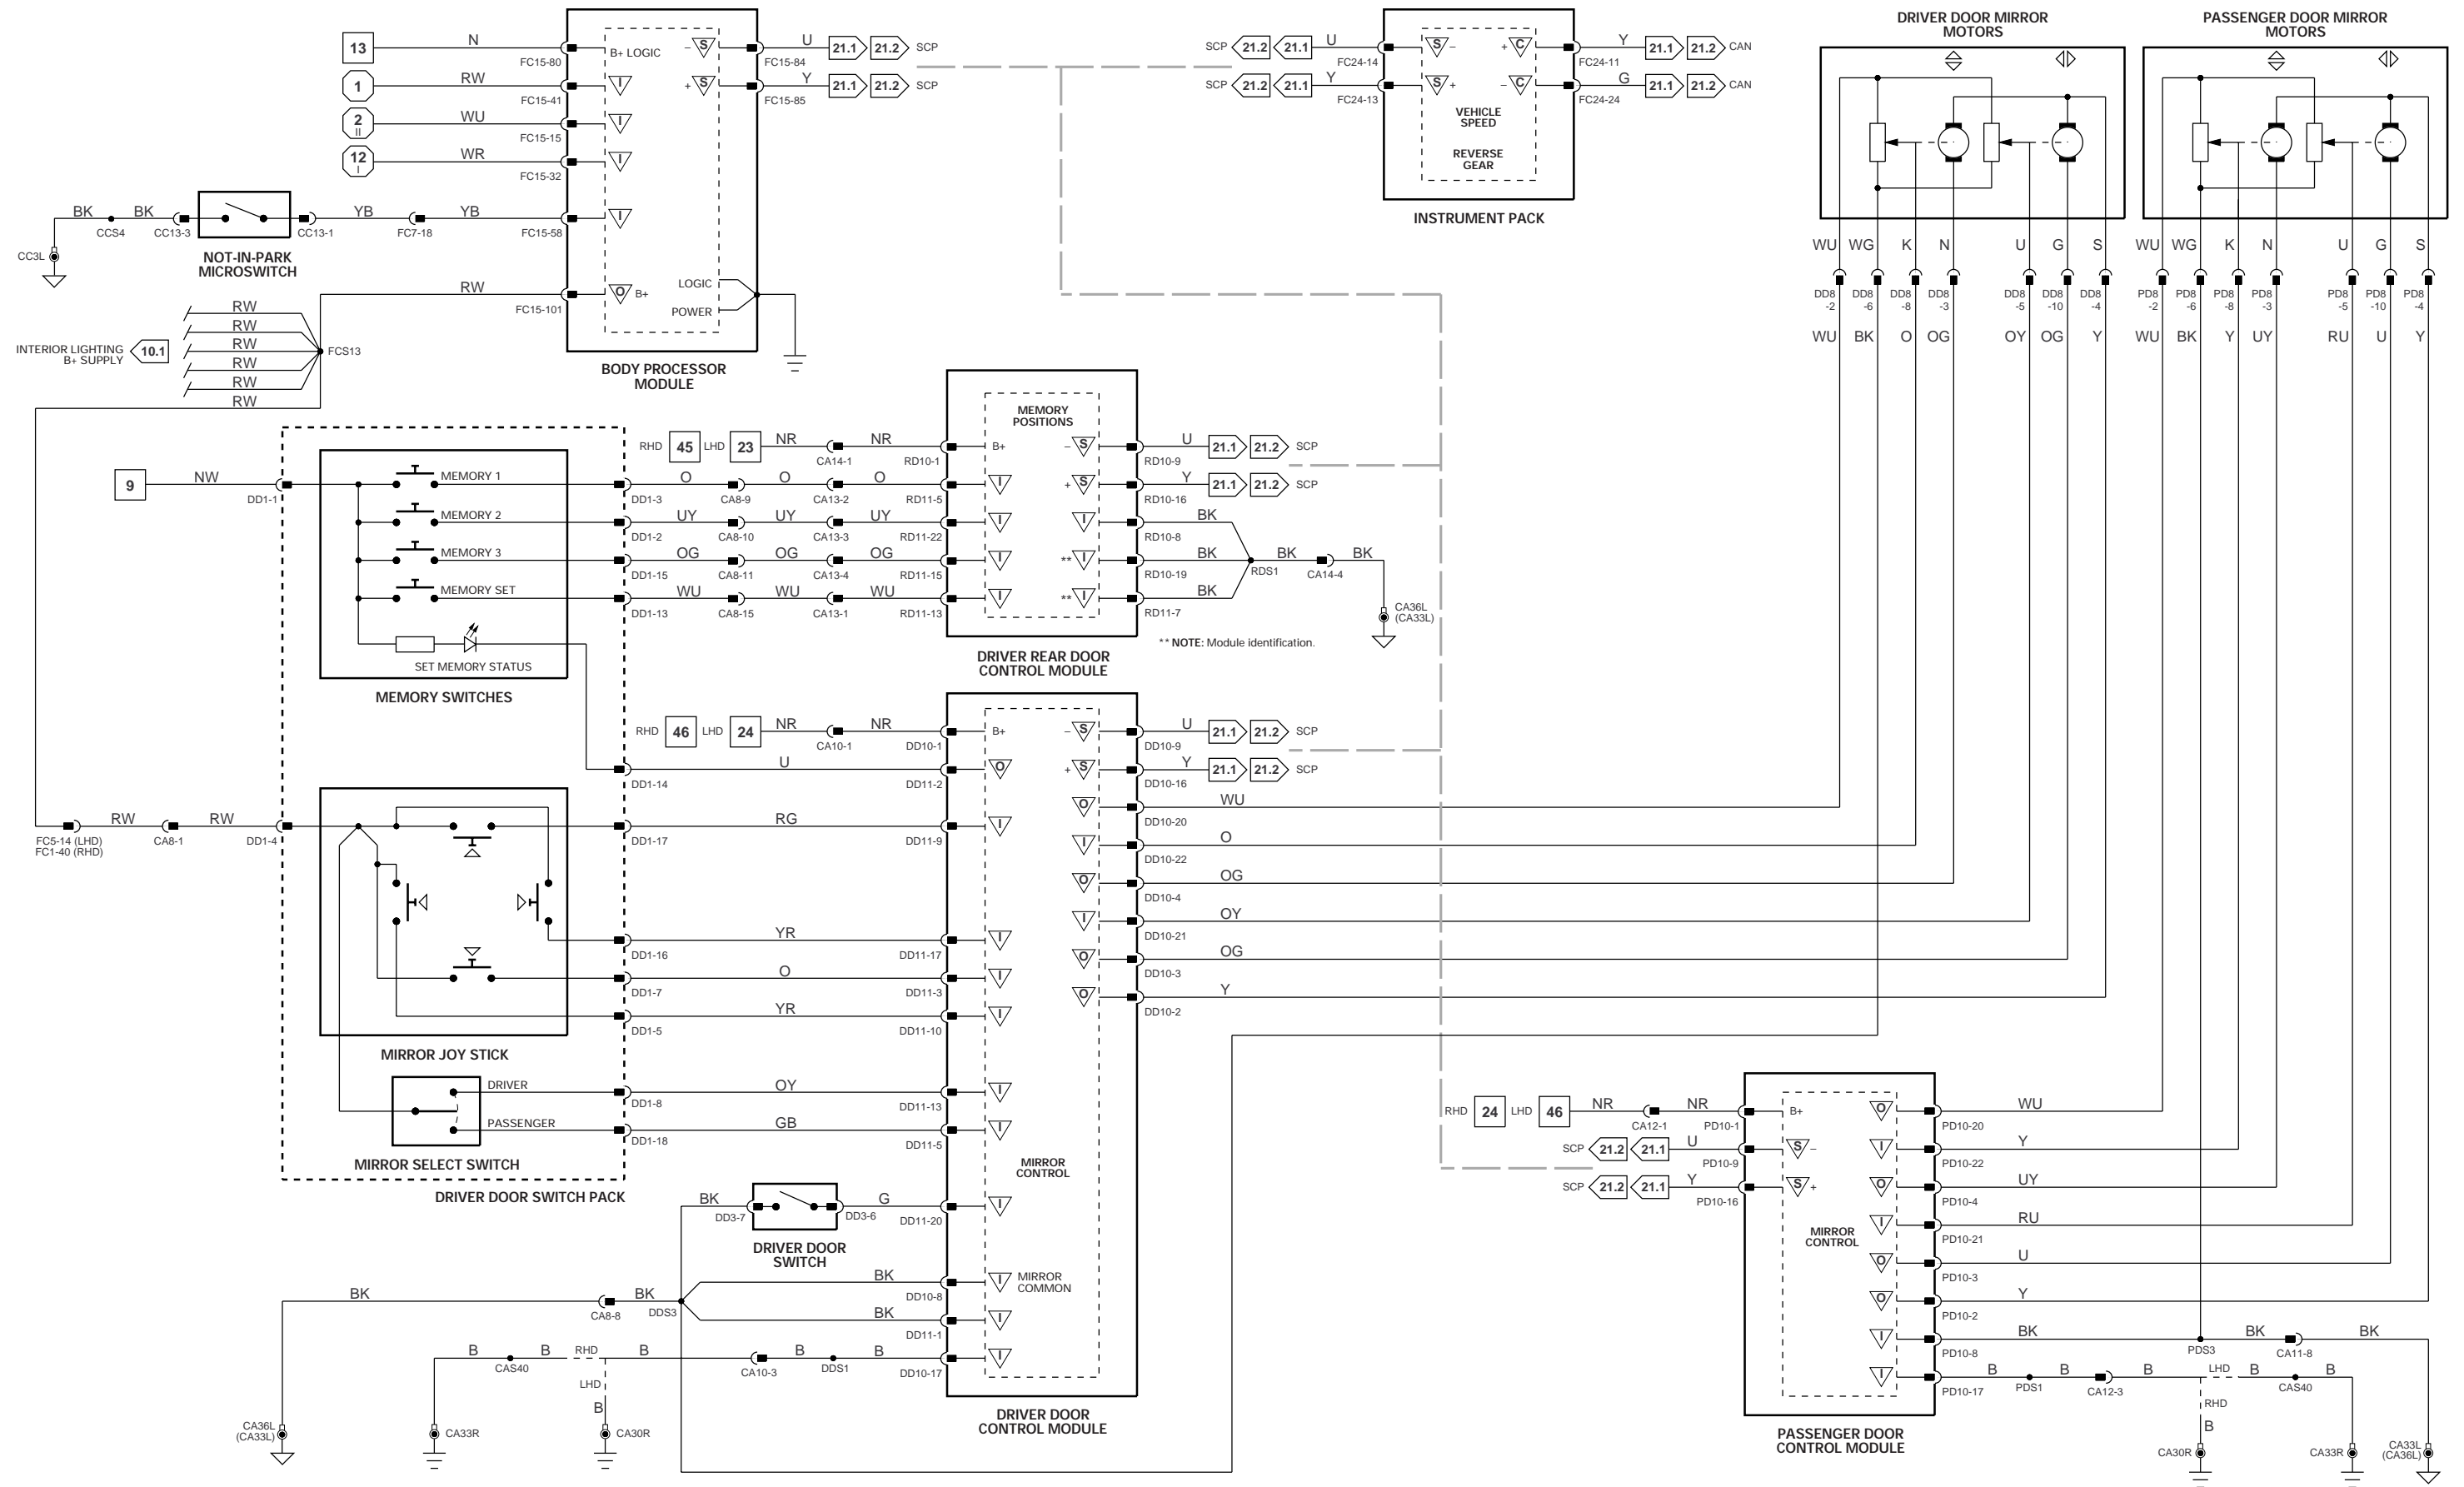 DRIVER DOOR MIRROR
MOTORS
PASSENGER DOOR MIRROR
MOTORS
13 N FC15-80 B+ LOGIC
1 RW FC15-41 I
2 II WU FC15-15 I
12 I WR FC15-32 I
– S U FC15-84 21.1 21.2 SCP
+ S Y FC15-85 21.1 21.2 SCP
SCP 21.2 21.1 U FC24-14 S –
SCP 21.2 21.1 Y FC24-13 S +
+ C Y FC24-11 21.1 21.2 CAN
– C G FC24-24 21.1 21.2 CAN
VEHICLE
SPEED
REVERSE
GEAR
INSTRUMENT PACK
BK CCS4 BK CC13-3 CC13-1 YB FC7-18 YB FC15-58 I
CC3L
NOT-IN-PARK
MICROSWITCH
RW FC15-101 O B+
LOGIC
POWER
RW
RW
RW
RW
RW
RW
INTERIOR LIGHTING
B+ SUPPLY
10.1
FCS13
BODY PROCESSOR
MODULE
WU WG K N U G S
DD8 -2
DD8 -6
DD8 -8
DD8 -3
DD8 -5
DD8 -10
DD8 -4
WU BK O OG OY OG Y
WU WG K N U G S
PD8 -2
PD8 -6
PD8 -8
PD8 -3
PD8 -5
PD8 -10
PD8 -4
WU BK Y UY RU U Y
MEMORY
POSITIONS
RHD 45 LHD 23 NR CA14-1 NR RD10-1 B+
– S U RD10-9 21.1 21.2 SCP
9 NW DD1-1
MEMORY 1 DD1-3 O CA8-9 O CA13-2 O RD11-5 I
+ S Y RD10-16 21.1 21.2 SCP
MEMORY 2 DD1-2 UY CA8-10 UY CA13-3 UY RD11-22 I
I BK RD10-8
MEMORY 3 DD1-15 OG CA8-11 OG CA13-4 OG RD11-15 I
** I BK RD10-19 RDS1 BK CA14-4 BK
MEMORY SET DD1-13 WU CA8-15 WU CA13-1 WU RD11-13 I
** I BK RD11-7
CA36L
(CA33L)
** NOTE: Module identification.
SET MEMORY STATUS
MEMORY SWITCHES
DRIVER REAR DOOR
CONTROL MODULE
RHD 46 LHD 24 NR CA10-1 NR DD10-1 B+
– S U DD10-9 21.1 21.2 SCP
DD1-14 U DD11-2 O
+ S Y DD10-16 21.1 21.2 SCP
O WU DD10-20
FC5-14 (LHD)
FC1-40 (RHD)
RW CA8-1 RW DD1-4
DD1-17 RG DD11-9 I
I O DD10-22
O OG DD10-4
I OY DD10-21
DD1-16 YR DD11-17 I
O OG DD10-3
DD1-7 O DD11-3 I
O Y DD10-2
DD1-5 YR DD11-10 I
MIRROR JOY STICK
DRIVER DD1-8 OY DD11-13 I
PASSENGER DD1-18 GB DD11-5 I
MIRROR SELECT SWITCH
DRIVER DOOR SWITCH PACK
MIRROR
CONTROL
BK DD3-7 DD3-6 G DD11-20 I
DRIVER DOOR
SWITCH
BK DD10-8 I MIRROR
COMMON
BK CA8-8 BK DDS3
BK DD11-1 I
B CAS40 B RHD B CA10-3 B DDS1 B DD10-17 I
LHD
B
CA36L
(CA33L)
CA33R
CA30R
DRIVER DOOR
CONTROL MODULE
RHD 24 LHD 46 NR CA12-1 NR PD10-1 B+
O WU PD10-20
SCP 21.2 21.1 U PD10-9 S –
I Y PD10-22
SCP 21.2 21.1 Y PD10-16 S +
O UY PD10-4
MIRROR
CONTROL
I RU PD10-21
O U PD10-3
O Y PD10-2
I BK PD10-8 PDS3 BK CA11-8 BK
I B PD10-17 PDS1 B CA12-3 B LHD B CAS40 B
RHD
B
CA30R
CA33R
CA33L
(CA36L)
PASSENGER DOOR
CONTROL MODULE